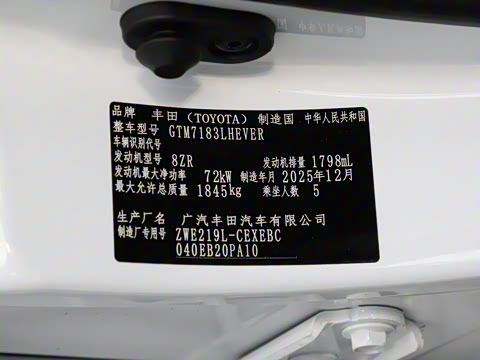 品牌 丰田（TOYOTA）制造国 中华人民共和国
整车型号 GTM7183LHEVER
车辆识别代号
发动机型号 8ZR 发动机排量 1798mL
发动机最大净功率 72kW 制造年月 2025年12月
最大允许总质量 1845kg 乘坐人数 5
生产厂名 广汽丰田汽车有限公司
制造厂专用号 ZWE219L-CEXEBC
040EB20PA10